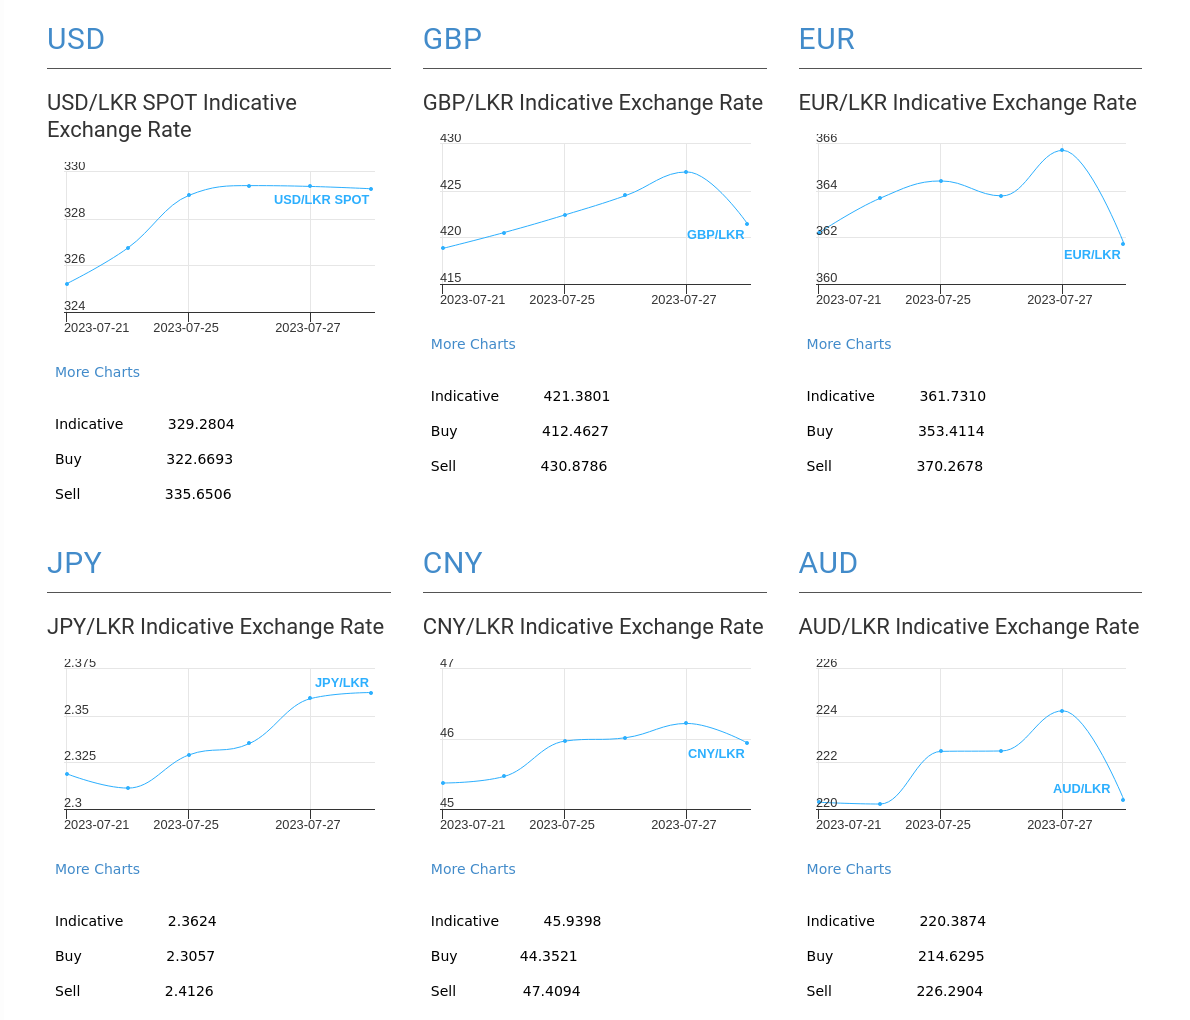 USD
USD/LKR SPOT Indicative
Exchange Rate
330
328
326
324
USD/LKR SPOT
2023-07-21 2023-07-25 2023-07-27
More Charts
Indicative 329.2804
Buy 322.6693
Sell 335.6506
GBP
GBP/LKR Indicative Exchange Rate
430
425
420
415
GBP/LKR
2023-07-21 2023-07-25 2023-07-27
More Charts
Indicative 421.3801
Buy 412.4627
Sell 430.8786
EUR
EUR/LKR Indicative Exchange Rate
366
364
362
360
EUR/LKR
2023-07-21 2023-07-25 2023-07-27
More Charts
Indicative 361.7310
Buy 353.4114
Sell 370.2678
JPY
JPY/LKR Indicative Exchange Rate
2.375
2.35
2.325
2.3
JPY/LKR
2023-07-21 2023-07-25 2023-07-27
More Charts
Indicative 2.3624
Buy 2.3057
Sell 2.4126
CNY
CNY/LKR Indicative Exchange Rate
47
46
45
CNY/LKR
2023-07-21 2023-07-25 2023-07-27
More Charts
Indicative 45.9398
Buy 44.3521
Sell 47.4094
AUD
AUD/LKR Indicative Exchange Rate
226
224
222
220
AUD/LKR
2023-07-21 2023-07-25 2023-07-27
More Charts
Indicative 220.3874
Buy 214.6295
Sell 226.2904